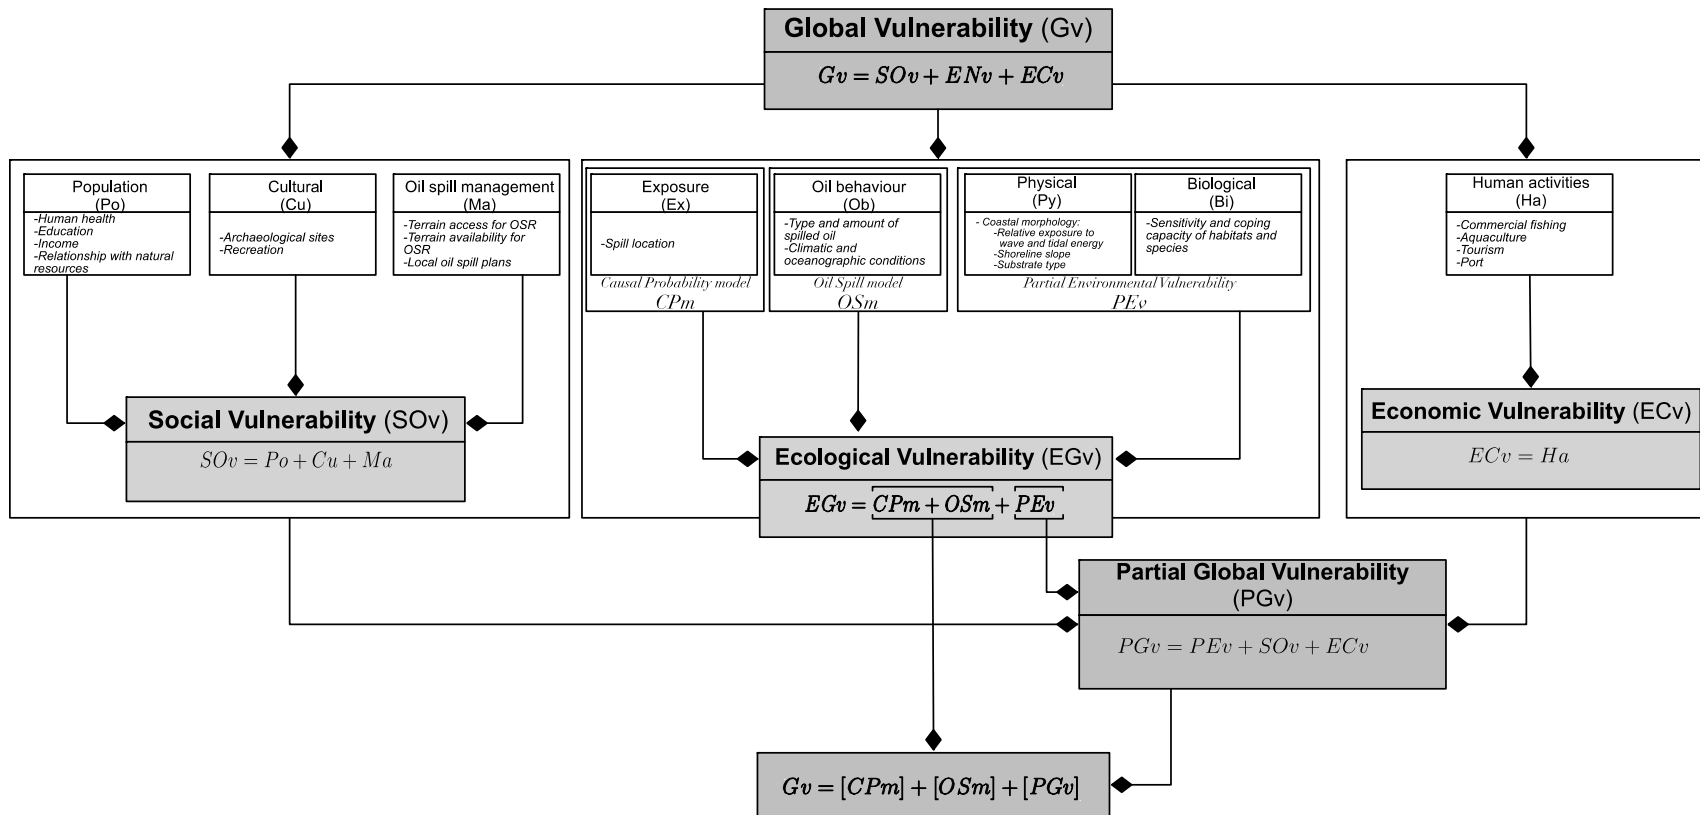 Global Vulnerability (Gv)
Gv = SOv + ENv + ECv
Population
(Po)
-Human health
-Education
-Income
-Relationship with natural
resources
Cultural
(Cu)
-Archaeological sites
-Recreation
Oil spill management
(Ma)
-Terrain access for OSR
-Terrain availability for
OSR
-Local oil spill plans
Social Vulnerability (SOv)
SOv = Po + Cu + Ma
Exposure
(Ex)
-Spill location
Causal Probability model
CPm
Oil behaviour
(Ob)
-Type and amount of
spilled oil
-Climatic and
oceanographic conditions
Oil Spill model
OSm
Physical
(Py)
- Coastal morphology:
-Relative exposure to
wave and tidal energy
-Shoreline slope
-Substrate type
Biological
(Bi)
-Sensitivity and coping
capacity of habitats and
species
Partial Environmental Vulnerability
PEv
Ecological Vulnerability (EGv)
EGv = CPm + OSm + PEv
Human activities
(Ha)
-Commercial fishing
-Aquaculture
-Tourism
-Port
Economic Vulnerability (ECv)
ECv = Ha
Partial Global Vulnerability
(PGv)
PGv = PEv + SOv + ECv
Gv = [CPm] + [OSm] + [PGv]